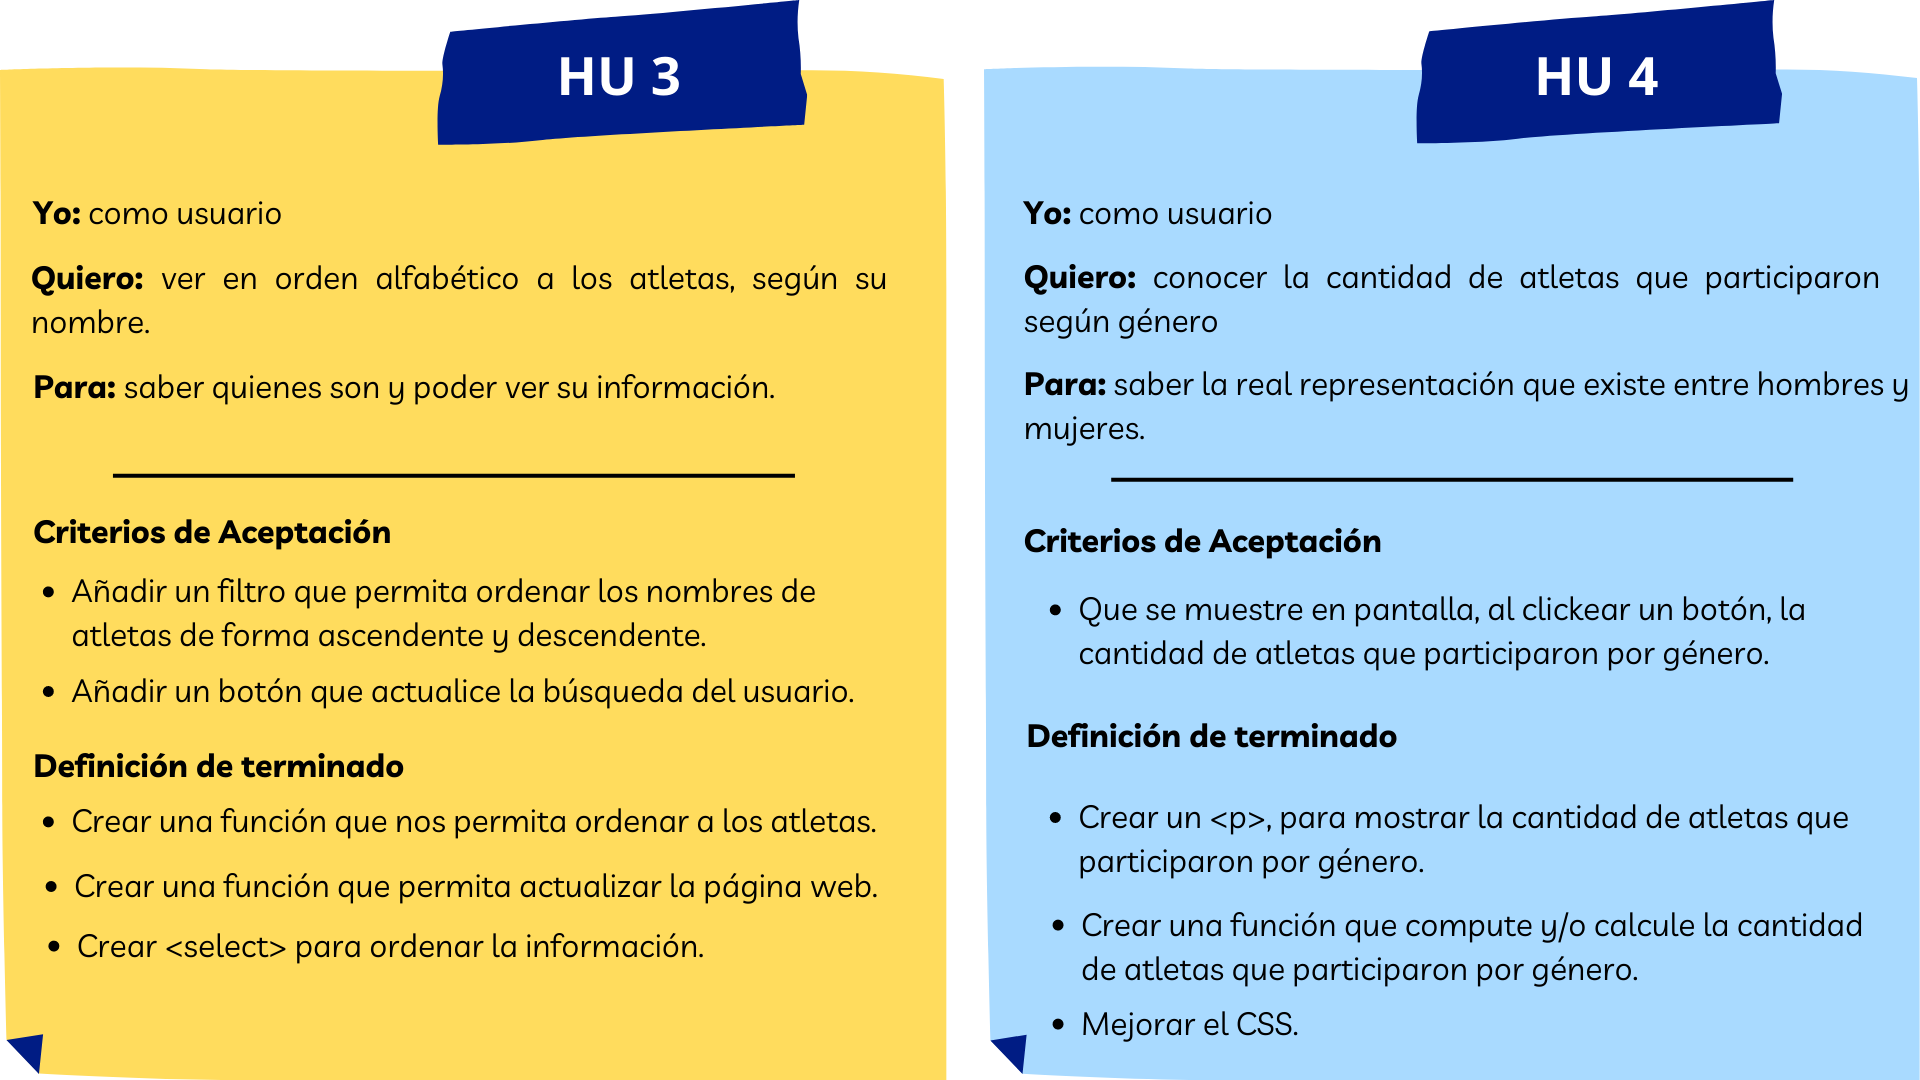 HU 3
Yo: como usuario
Quiero: ver en orden alfabético a los atletas, según su
nombre.
Para: saber quienes son y poder ver su información.
Criterios de Aceptación
• Añadir un filtro que permita ordenar los nombres de
atletas de forma ascendente y descendente.
• Añadir un botón que actualice la búsqueda del usuario.
Definición de terminado
• Crear una función que nos permita ordenar a los atletas.
• Crear una función que permita actualizar la página web.
• Crear <select> para ordenar la información.
HU 4
Yo: como usuario
Quiero: conocer la cantidad de atletas que participaron
según género
Para: saber la real representación que existe entre hombres y
mujeres.
Criterios de Aceptación
• Que se muestre en pantalla, al clickear un botón, la
cantidad de atletas que participaron por género.
Definición de terminado
• Crear un <p>, para mostrar la cantidad de atletas que
participaron por género.
• Crear una función que compute y/o calcule la cantidad
de atletas que participaron por género.
• Mejorar el CSS.